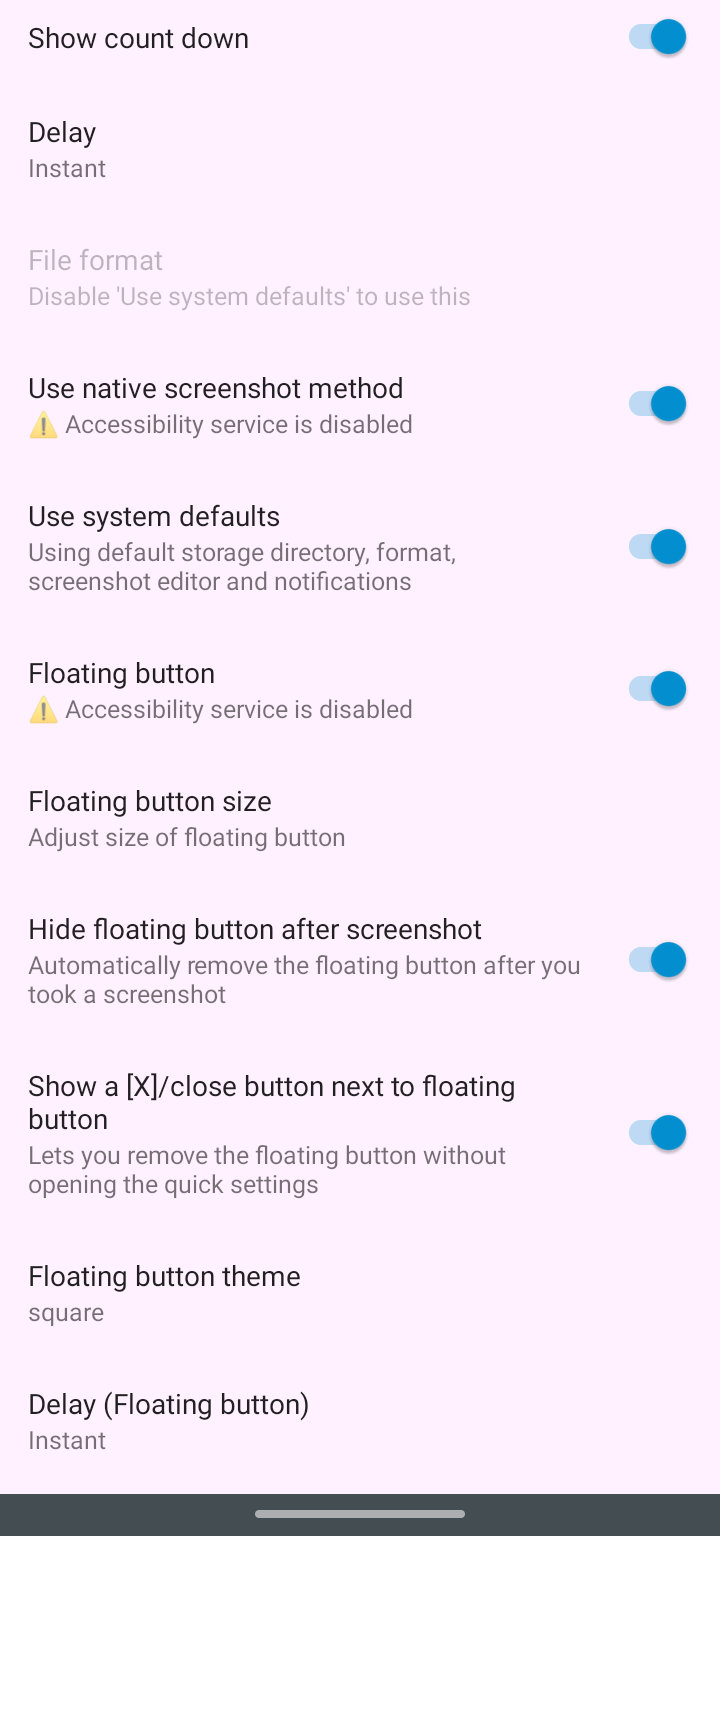 Show count down
Delay
Instant
File format
Disable 'Use system defaults' to use this
Use native screenshot method
⚠️ Accessibility service is disabled
Use system defaults
Using default storage directory, format,
screenshot editor and notifications
Floating button
⚠️ Accessibility service is disabled
Floating button size
Adjust size of floating button
Hide floating button after screenshot
Automatically remove the floating button after you
took a screenshot
Show a [X]/close button next to floating
button
Lets you remove the floating button without
opening the quick settings
Floating button theme
square
Delay (Floating button)
Instant